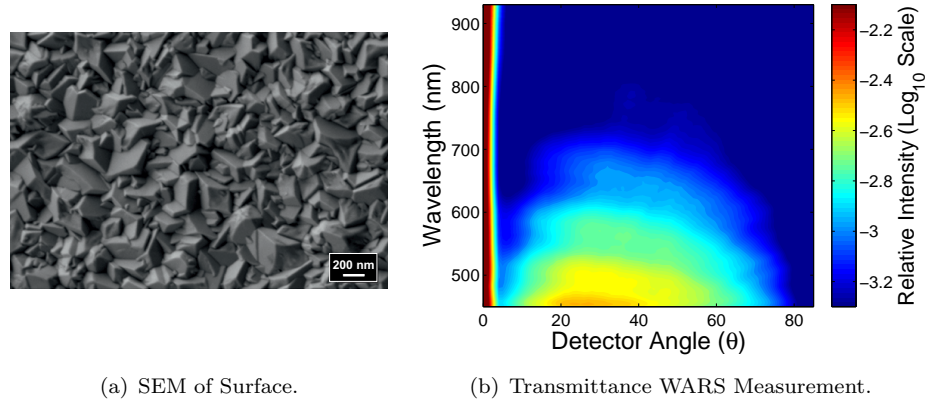 200 nm
(a) SEM of Surface.
900
800
700
600
500
Wavelength (nm)
0 20 40 60 80
Detector Angle (θ)
−2.2
−2.4
−2.6
−2.8
−3
−3.2
Relative Intensity (Log10 Scale)
(b) Transmittance WARS Measurement.